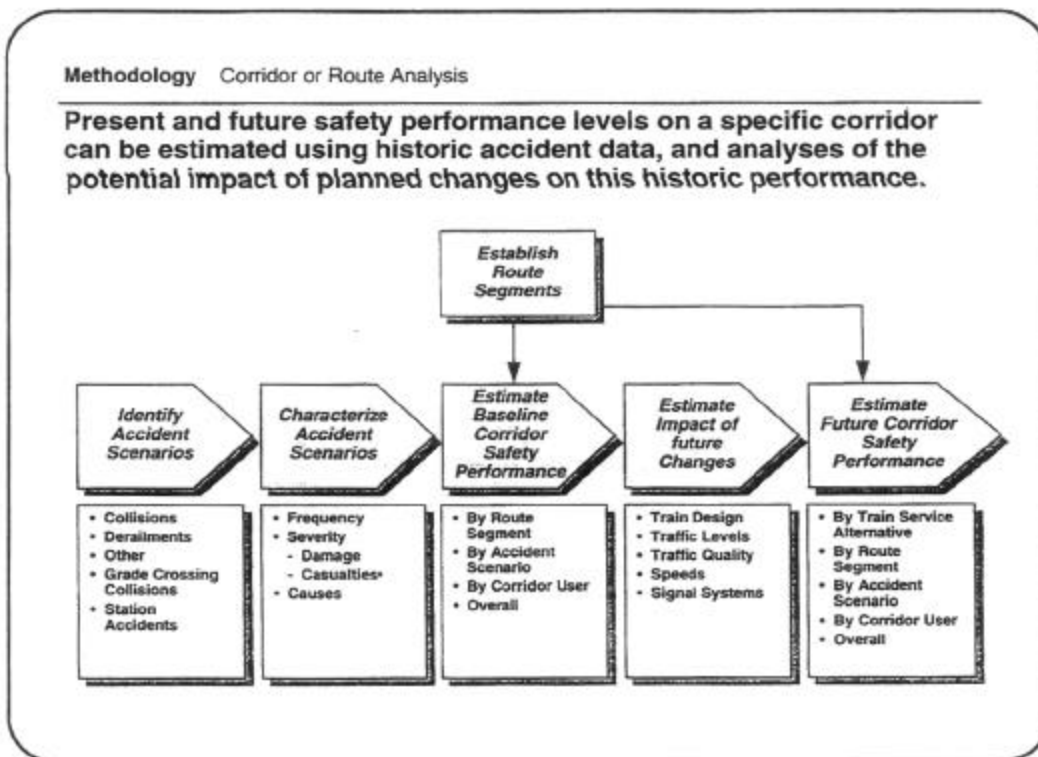 Methodology Corridor or Route Analysis
Present and future safety performance levels on a specific corridor
can be estimated using historic accident data, and analyses of the
potential impact of planned changes on this historic performance.
Establish
Route
Segments
Identify
Accident
Scenarios
Characterize
Accident
Scenarios
Estimate
Baseline
Corridor
Safety
Performance
Estimate
Impact of
future
Changes
Estimate
Future Corridor
Safety
Performance
• Collisions
• Derailments
• Other
• Grade Crossing
Collisions
• Station
Accidents
• Frequency
• Severity
- Damage
- Casualties
• Causes
• By Route
Segment
• By Accident
Scenario
• By Corridor User
• Overall
• Train Design
• Traffic Levels
• Traffic Quality
• Speeds
• Signal Systems
• By Train Service
Alternative
• By Route
Segment
• By Accident
Scenario
• By Corridor User
• Overall